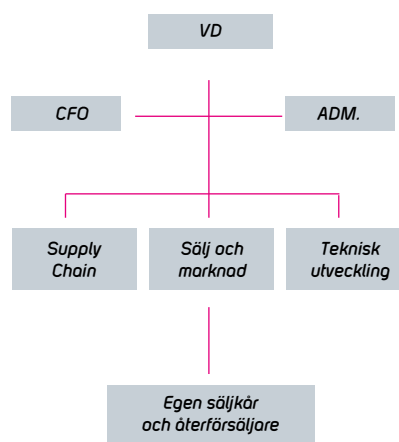 VD
CFO
ADM.
Supply
Chain
Sälj och
marknad
Teknisk
utveckling
Egen säljkår
och återförsäljare